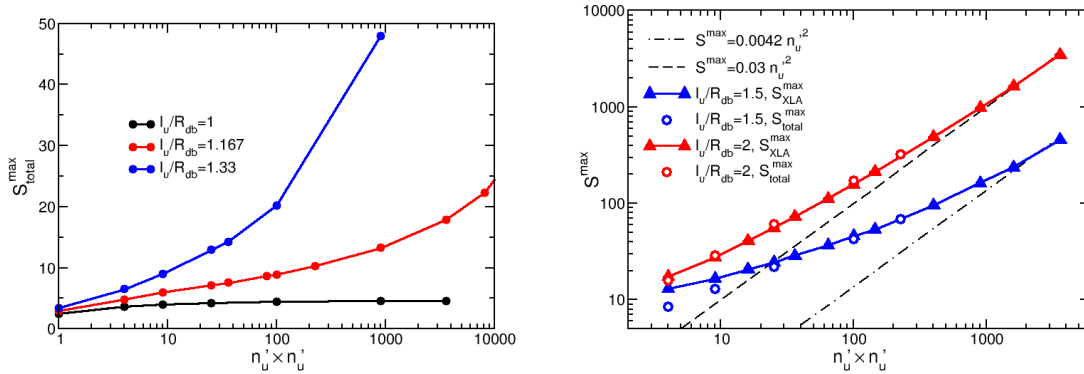 50
40
30
20
10
0
S_total^max
l_u/R_db=1
l_u/R_db=1.167
l_u/R_db=1.33
1
10
100
1000
10000
n_u'×n_u'
10000
1000
100
10
S^max
S^max=0.0042 n_u'^2
S^max=0.03 n_u'^2
l_u/R_db=1.5, S_XLA^max
l_u/R_db=1.5, S_total^max
l_u/R_db=2, S_XLA^max
l_u/R_db=2, S_total^max
10
100
1000
n_u'×n_u'